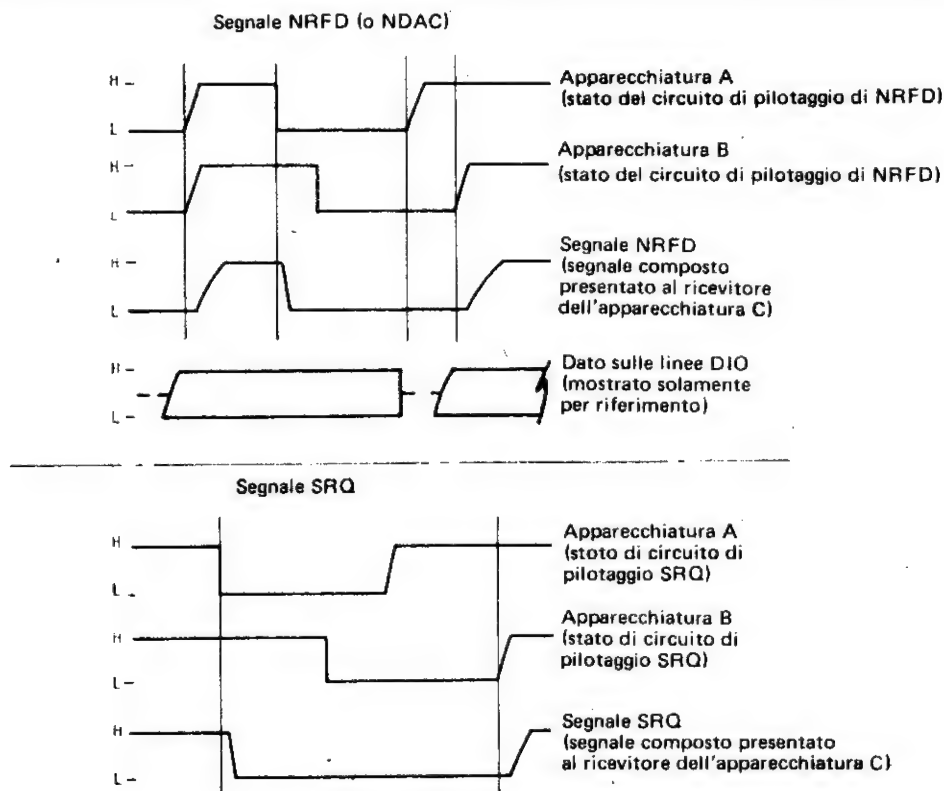 Segnale NRFD (o NDAC)
H –
L
Apparecchiatura A
(stato del circuito di pilotaggio di NRFD)
H –
L
Apparecchiatura B
(stato del circuito di pilotaggio di NRFD)
H –
L
Segnale NRFD
(segnale composto
presentato al ricevitore
dell'apparecchiatura C)
H –
L –
Dato sulle linee DIO
(mostrato solamente
per riferimento)
Segnale SRQ
H
L –
Apparecchiatura A
(stoto di circuito di
pilotaggio SRQ)
H
L –
Apparecchiatura B
(stato di circuito di
pilotaggio SRQ)
H
L –
Segnale SRQ
(segnale composto presentato
al ricevitore dell'apparecchiatura C)